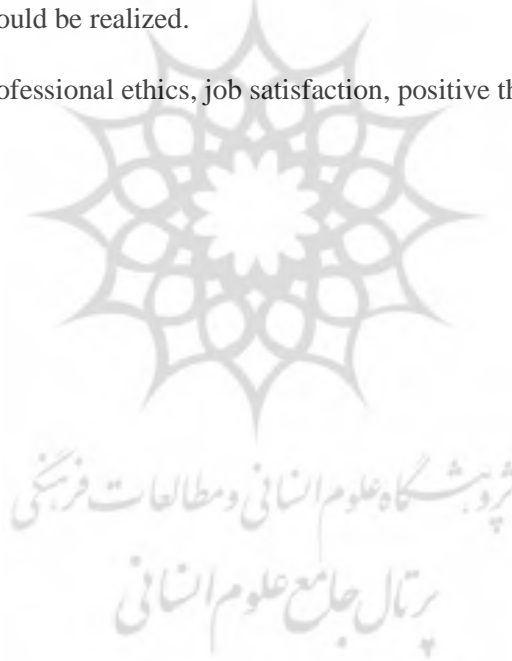 ould be realized.
ofessional ethics, job satisfaction, positive th
پژوهشگاه علوم انسانی و مطالعات فرهنگی
پرتال جامع علوم انسانی